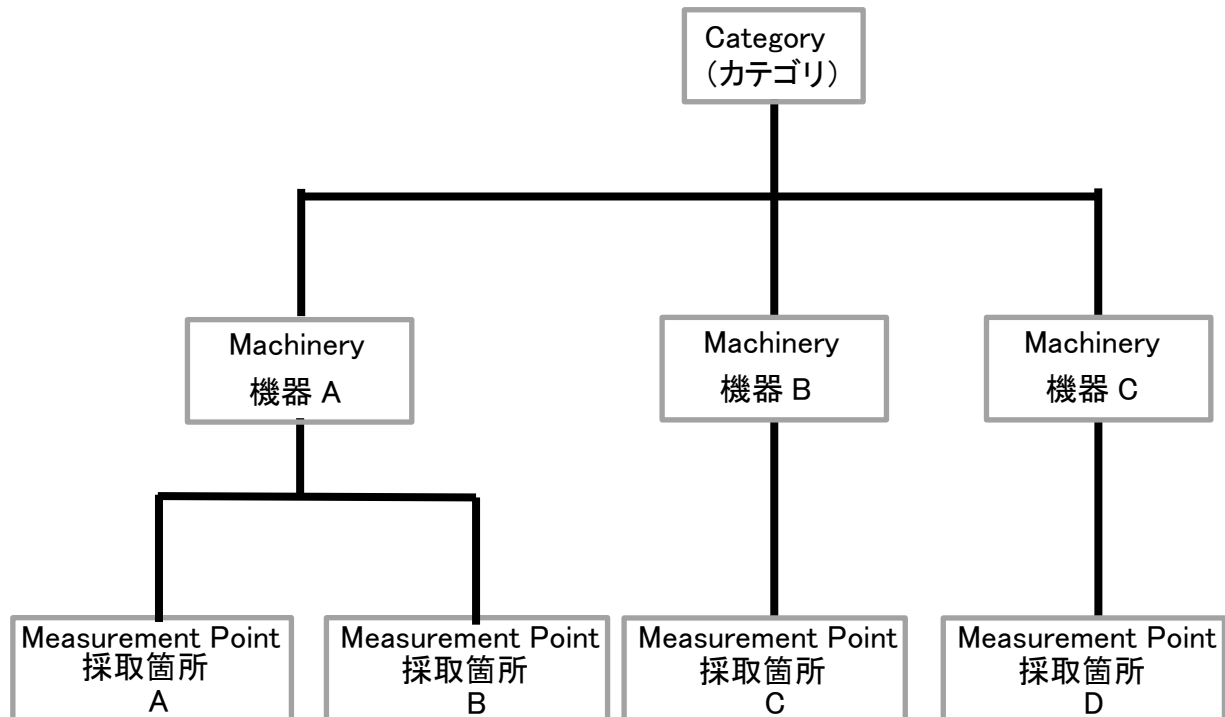 Category
（カテゴリ）
Machinery
機器 A
Machinery
機器 B
Machinery
機器 C
Measurement Point
採取箇所
A
Measurement Point
採取箇所
B
Measurement Point
採取箇所
C
Measurement Point
採取箇所
D